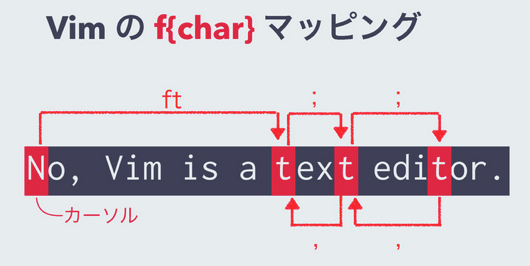 Vim の f{char} マッピング
ft ; ;
No, Vim is a text editor.
カーソル
, ,